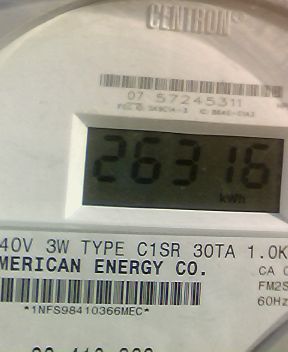 CENTRON®
07 57245311
26316
kWh
40V 3W TYPE C1SR 30TA 1.0K
MERICAN ENERGY CO.
CA 0
FM2S
60Hz
*1NFS98410366MEC*